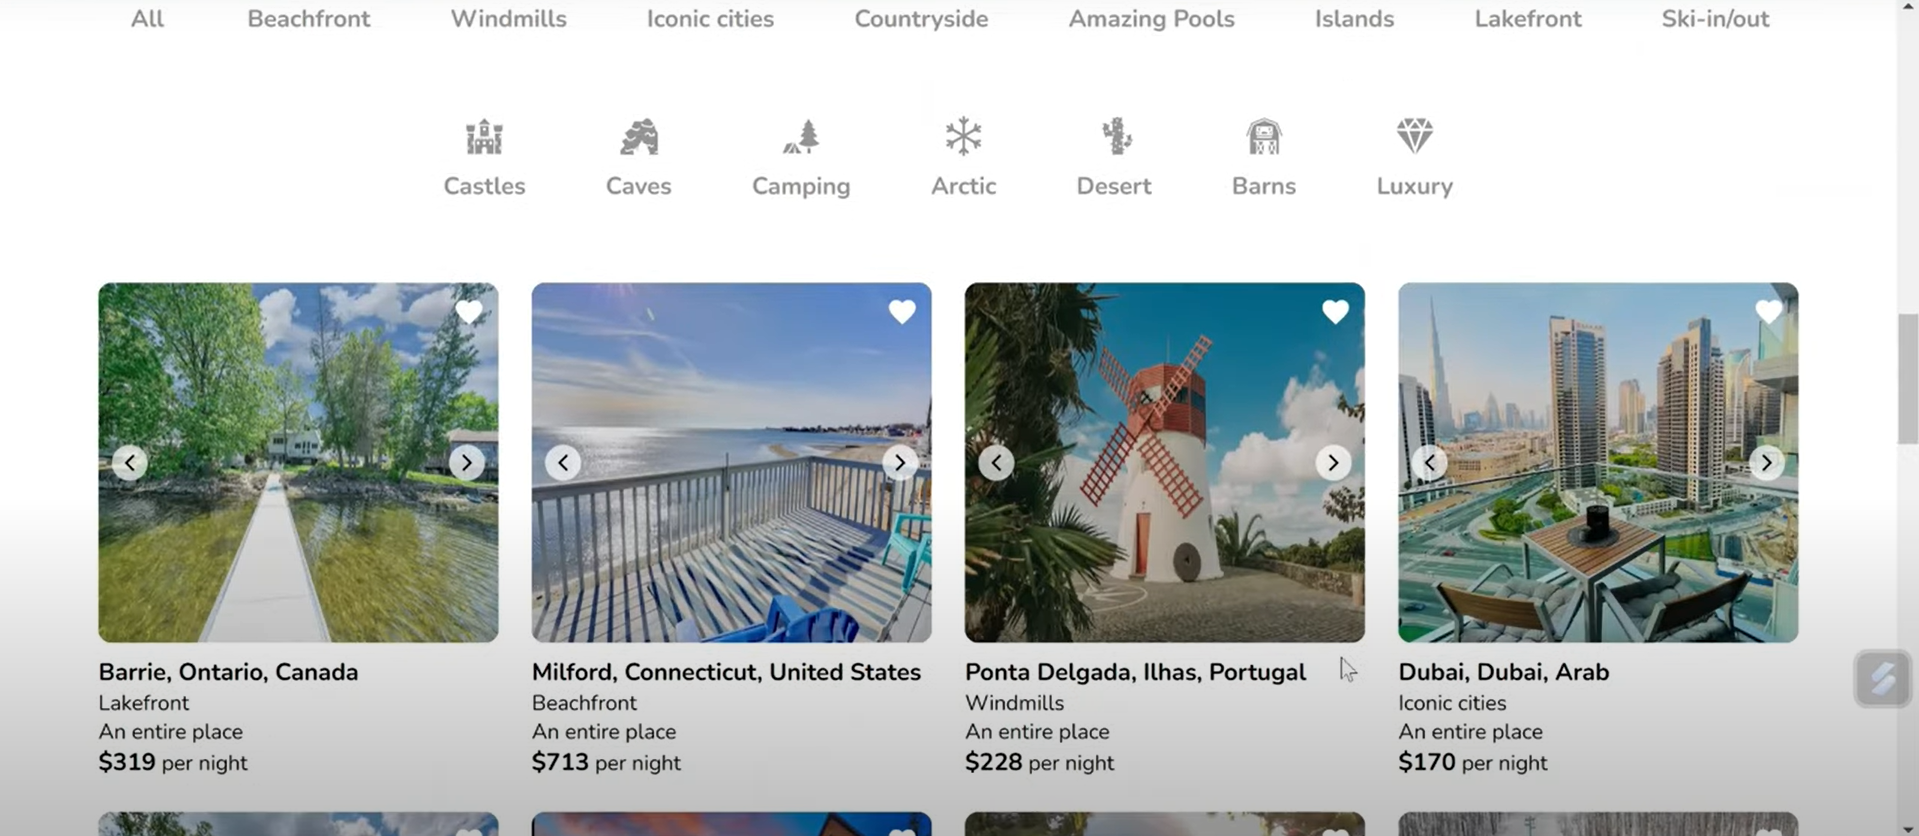 All Beachfront Windmills Iconic cities Countryside Amazing Pools Islands Lakefront Ski-in/out
Castles Caves Camping Arctic Desert Barns Luxury
Barrie, Ontario, Canada
Lakefront
An entire place
$319 per night
Milford, Connecticut, United States
Beachfront
An entire place
$713 per night
Ponta Delgada, Ilhas, Portugal
Windmills
An entire place
$228 per night
Dubai, Dubai, Arab
Iconic cities
An entire place
$170 per night